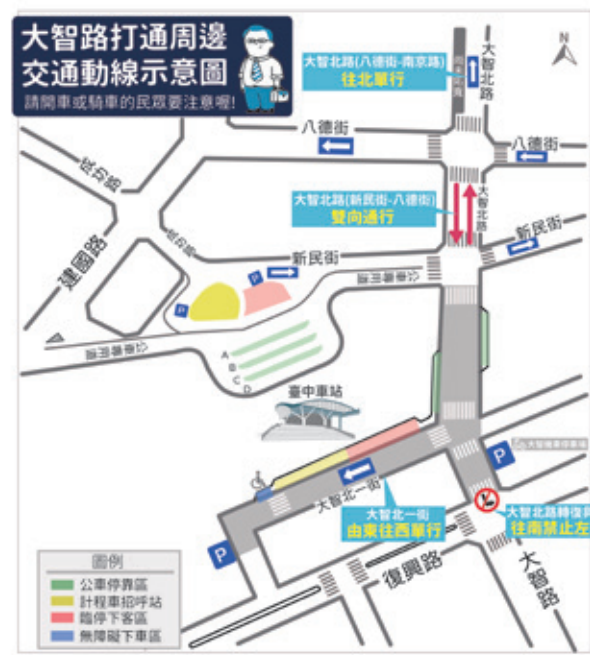 大智路打通周邊
交通動線示意圖
請開車或騎車的民眾要注意喔!
N
大智北路(八德街-南京路)
往北單行
大智北路
八德街
八德街
成功路
大智北路(新民街-八德街)
雙向通行
大智北路
新民街
建國路
成功路
新民街
P
P
A
B
C
D
臺中車站
P
大智北一街
大智北一街
由東往西單行
大智北路轉復興
往南禁止左
P
復興路
大智路
圖例
公車停靠區
計程車招呼站
臨停下客區
無障礙下車區